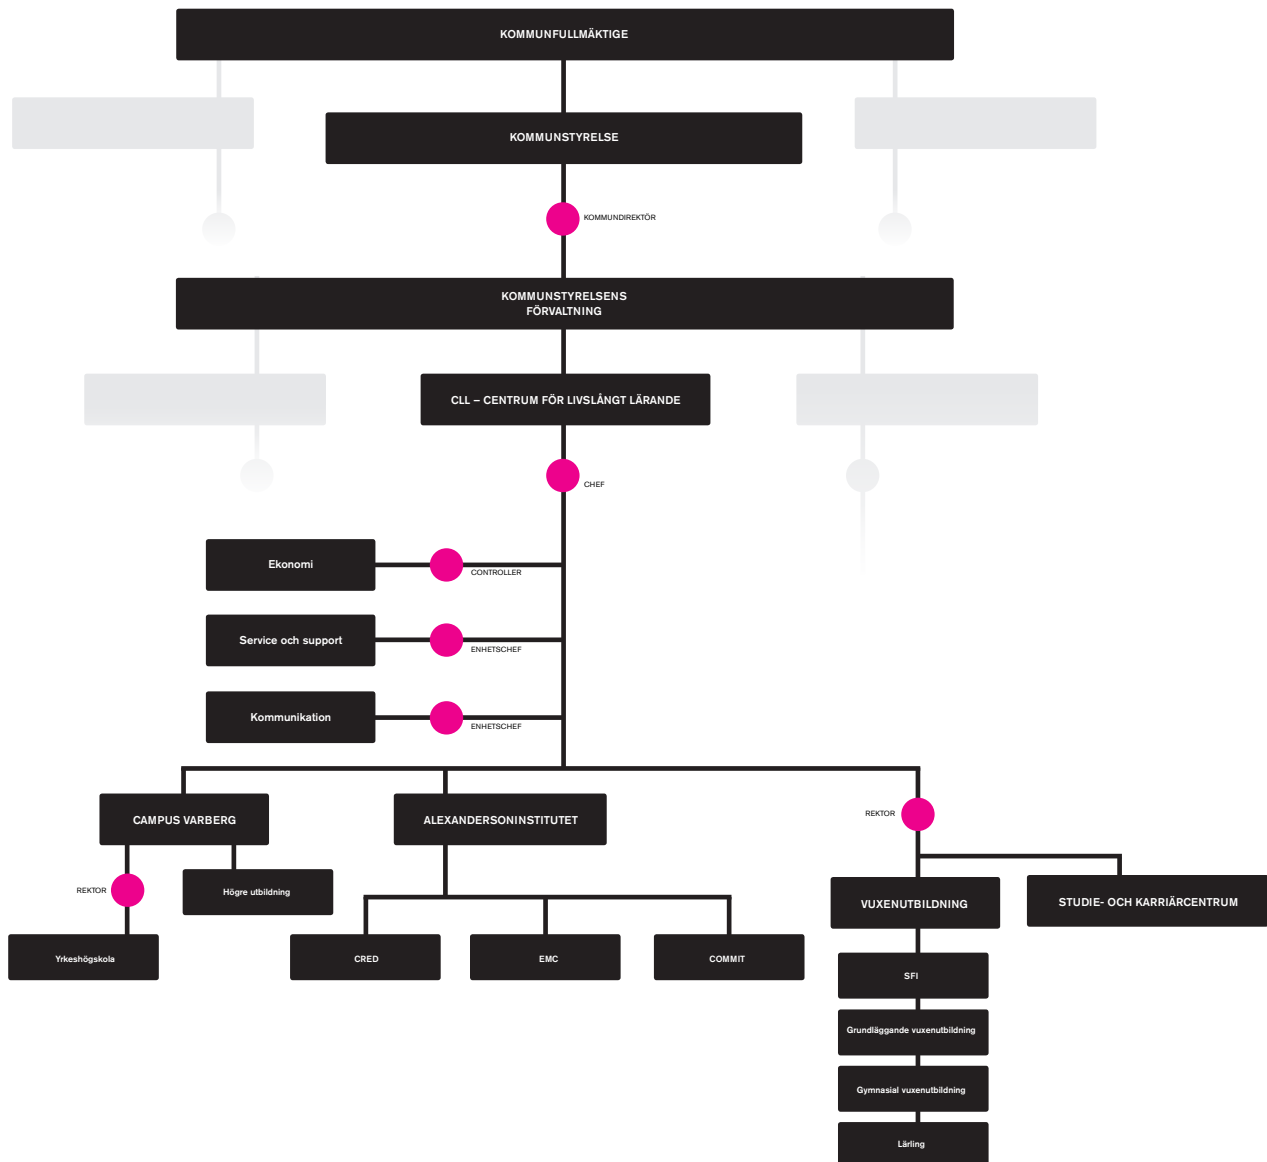 KOMMUNFULLMÄKTIGE
KOMMUNSTYRELSE
KOMMUNDIREKTÖR
KOMMUNSTYRELSENS
FÖRVALTNING
CLL – CENTRUM FÖR LIVSLÅNGT LÄRANDE
CHEF
Ekonomi
CONTROLLER
Service och support
ENHETSCHEF
Kommunikation
ENHETSCHEF
CAMPUS VARBERG
ALEXANDERSONINSTITUTET
REKTOR
REKTOR
Högre utbildning
VUXENUTBILDNING
STUDIE- OCH KARRIÄRCENTRUM
Yrkeshögskola
CRED
EMC
COMMIT
SFI
Grundläggande vuxenutbildning
Gymnasial vuxenutbildning
Lärling